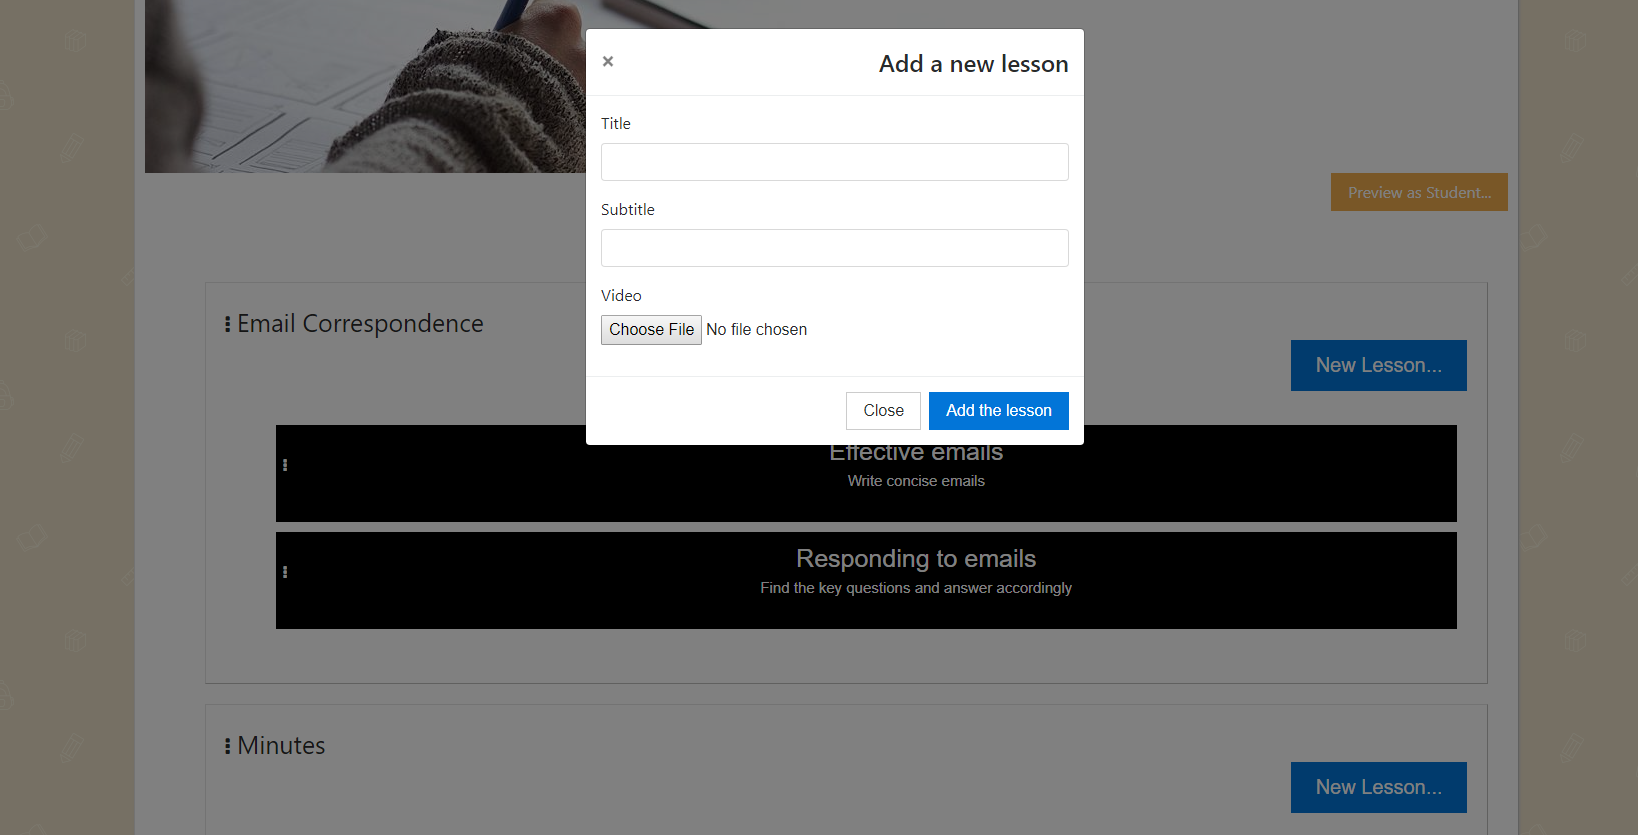 ×
Add a new lesson
Title
Subtitle
Video
Choose File No file chosen
Close
Add the lesson
Preview as Student...
Email Correspondence
New Lesson...
Effective emails
Write concise emails
Responding to emails
Find the key questions and answer accordingly
Minutes
New Lesson...